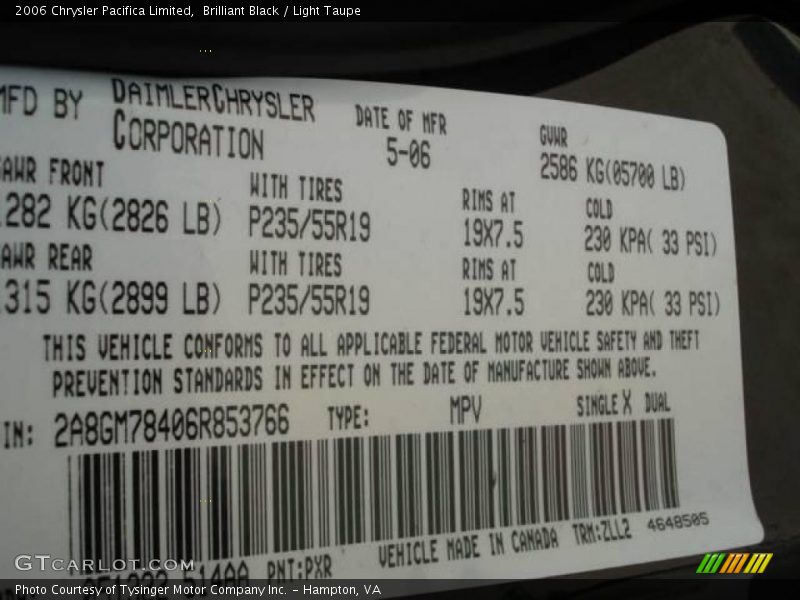 2006 Chrysler Pacifica Limited, Brilliant Black / Light Taupe
MFD BY DAIMLERCHRYSLER CORPORATION
DATE OF MFR 5-06
GVWR 2586 KG(05700 LB)
GAWR FRONT WITH TIRES RIMS AT COLD
1282 KG(2826 LB) P235/55R19 19X7.5 230 KPA( 33 PSI)
GAWR REAR WITH TIRES RIMS AT COLD
1315 KG(2899 LB) P235/55R19 19X7.5 230 KPA( 33 PSI)
THIS VEHICLE CONFORMS TO ALL APPLICABLE FEDERAL MOTOR VEHICLE SAFETY AND THEFT
PREVENTION STANDARDS IN EFFECT ON THE DATE OF MANUFACTURE SHOWN ABOVE.
IN: 2A8GM78406R853766 TYPE: MPV SINGLE X DUAL
PNT:PXR VEHICLE MADE IN CANADA TRM:ZLL2 4648505
GTCARLOT.COM
Photo Courtesy of Tysinger Motor Company Inc. - Hampton, VA